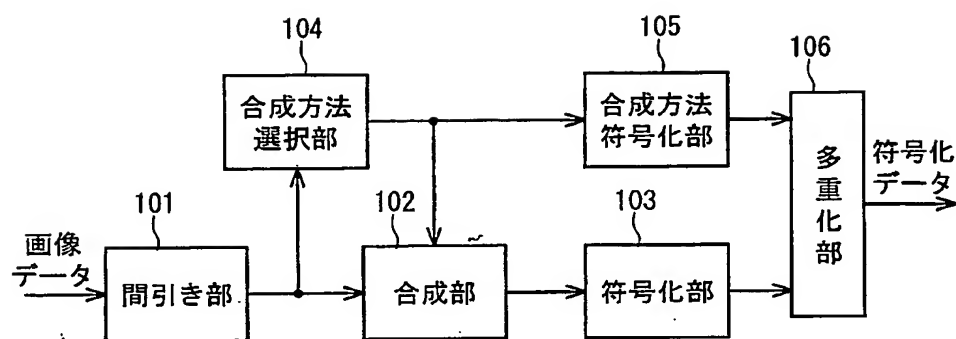 104
合成方法
選択部
105
合成方法
符号化部
106
多重化部
符号化
データ
画像
データ
101
間引き部
102
合成部
103
符号化部